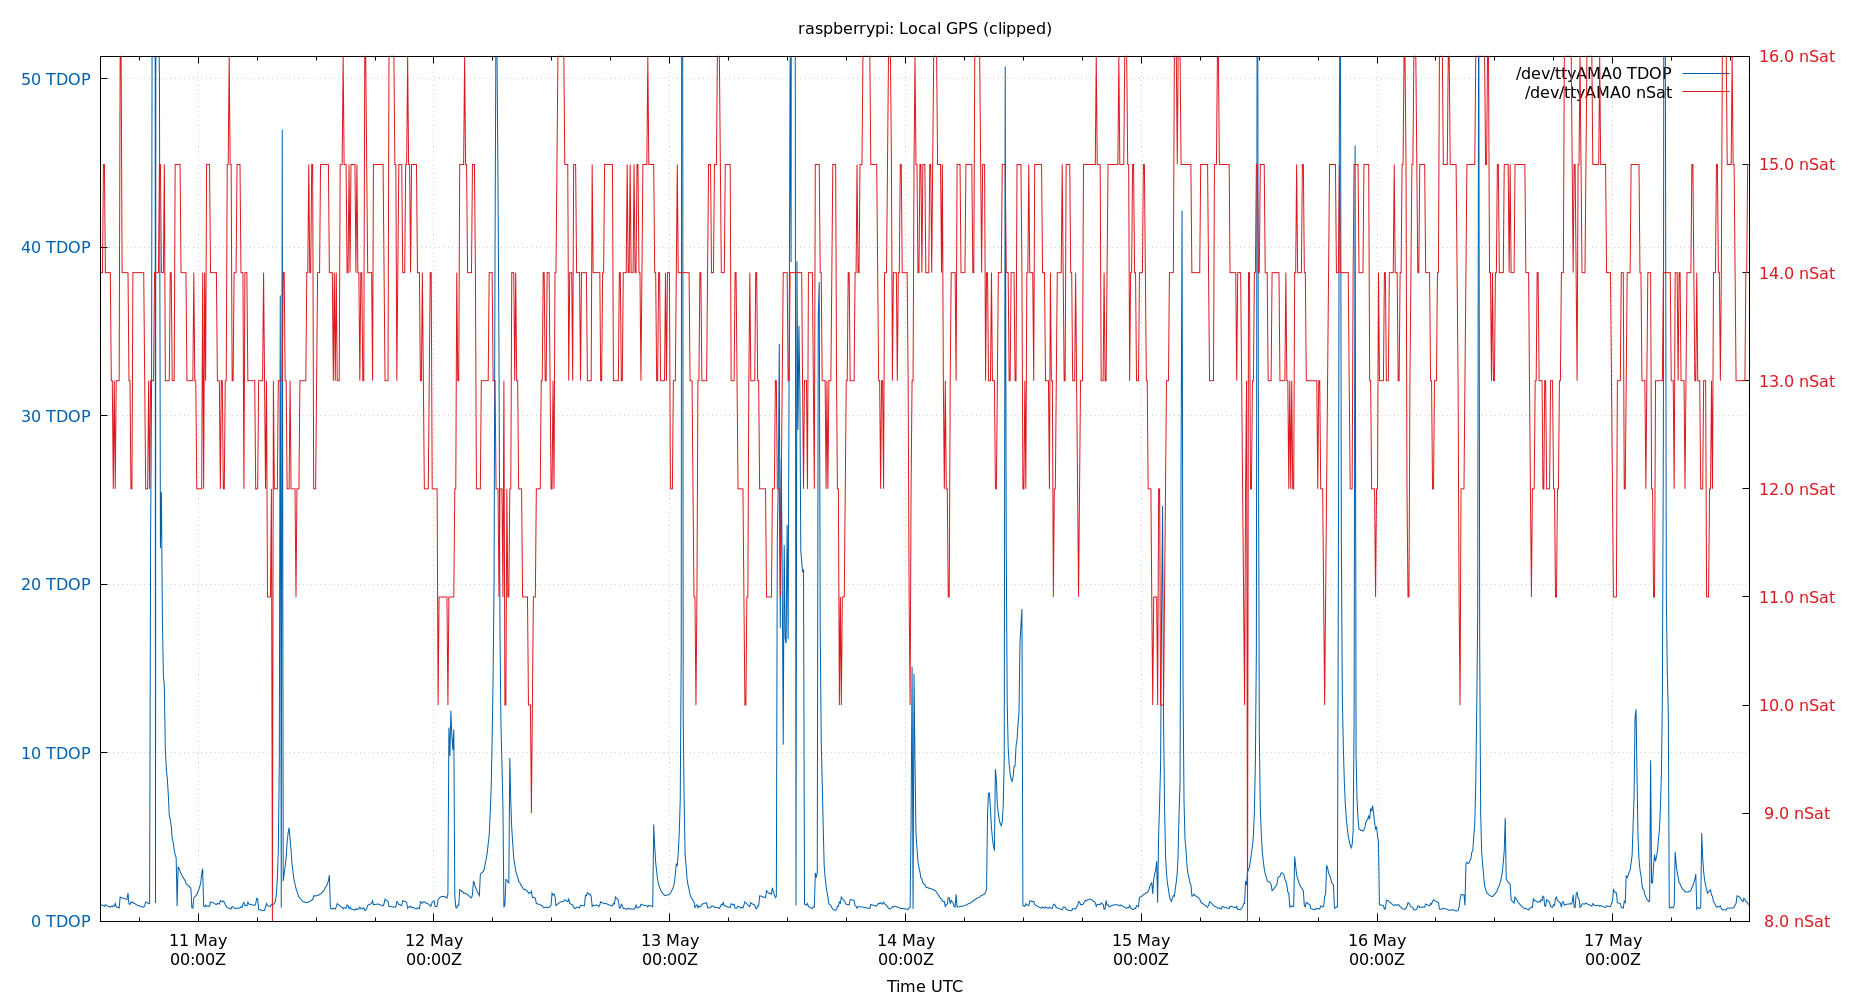 raspberrypi: Local GPS (clipped)
/dev/ttyAMA0 TDOP
/dev/ttyAMA0 nSat
50 TDOP
40 TDOP
30 TDOP
20 TDOP
10 TDOP
0 TDOP
16.0 nSat
15.0 nSat
14.0 nSat
13.0 nSat
12.0 nSat
11.0 nSat
10.0 nSat
9.0 nSat
8.0 nSat
11 May
00:00Z
12 May
00:00Z
13 May
00:00Z
14 May
00:00Z
15 May
00:00Z
16 May
00:00Z
17 May
00:00Z
Time UTC